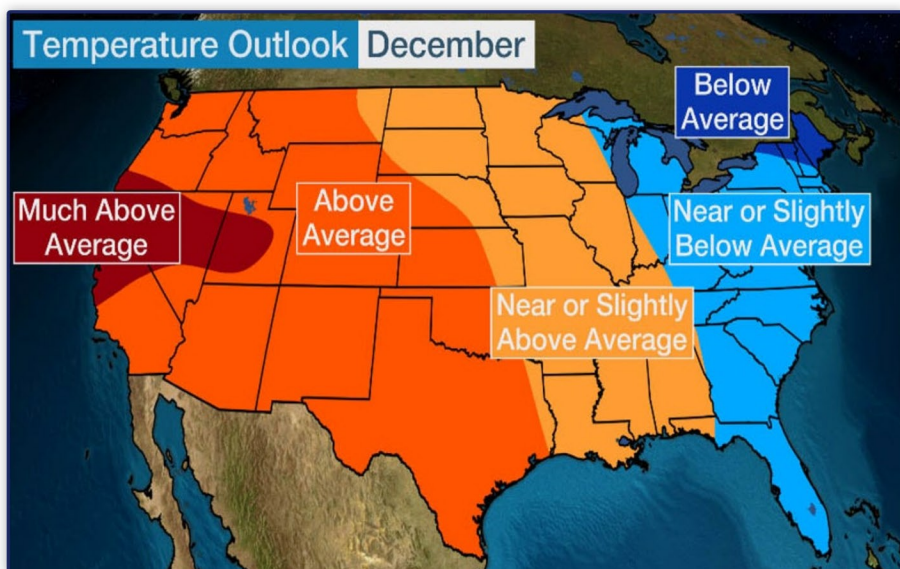 Temperature Outlook December
Below
Average
Much Above
Average
Above
Average
Near or Slightly
Below Average
Near or Slightly
Above Average